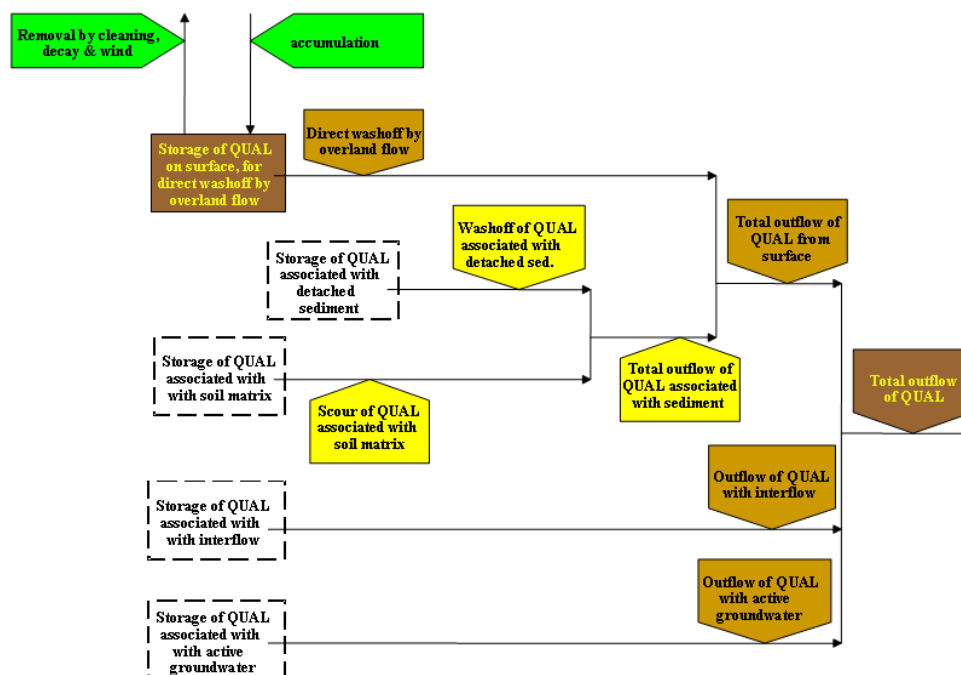 Removal by cleaning,
decay & wind
accumulation
Direct washoff by
overland flow
Storage of QUAL
on surface, for
direct washoff by
overland flow
Washoff of QUAL
associated with
detached sed.
Total outflow of
QUAL from
surface
Storage of QUAL
associated with
detached
sediment
Storage of QUAL
associated with
with soil matrix
Total outflow of
QUAL associated
with sediment
Total outflow
of QUAL
Scour of QUAL
associated with
soil matrix
Outflow of QUAL
with interflow
Storage of QUAL
associated with
with interflow
Outflow of QUAL
with active
groundwater
Storage of QUAL
associated with
with active
groundwater